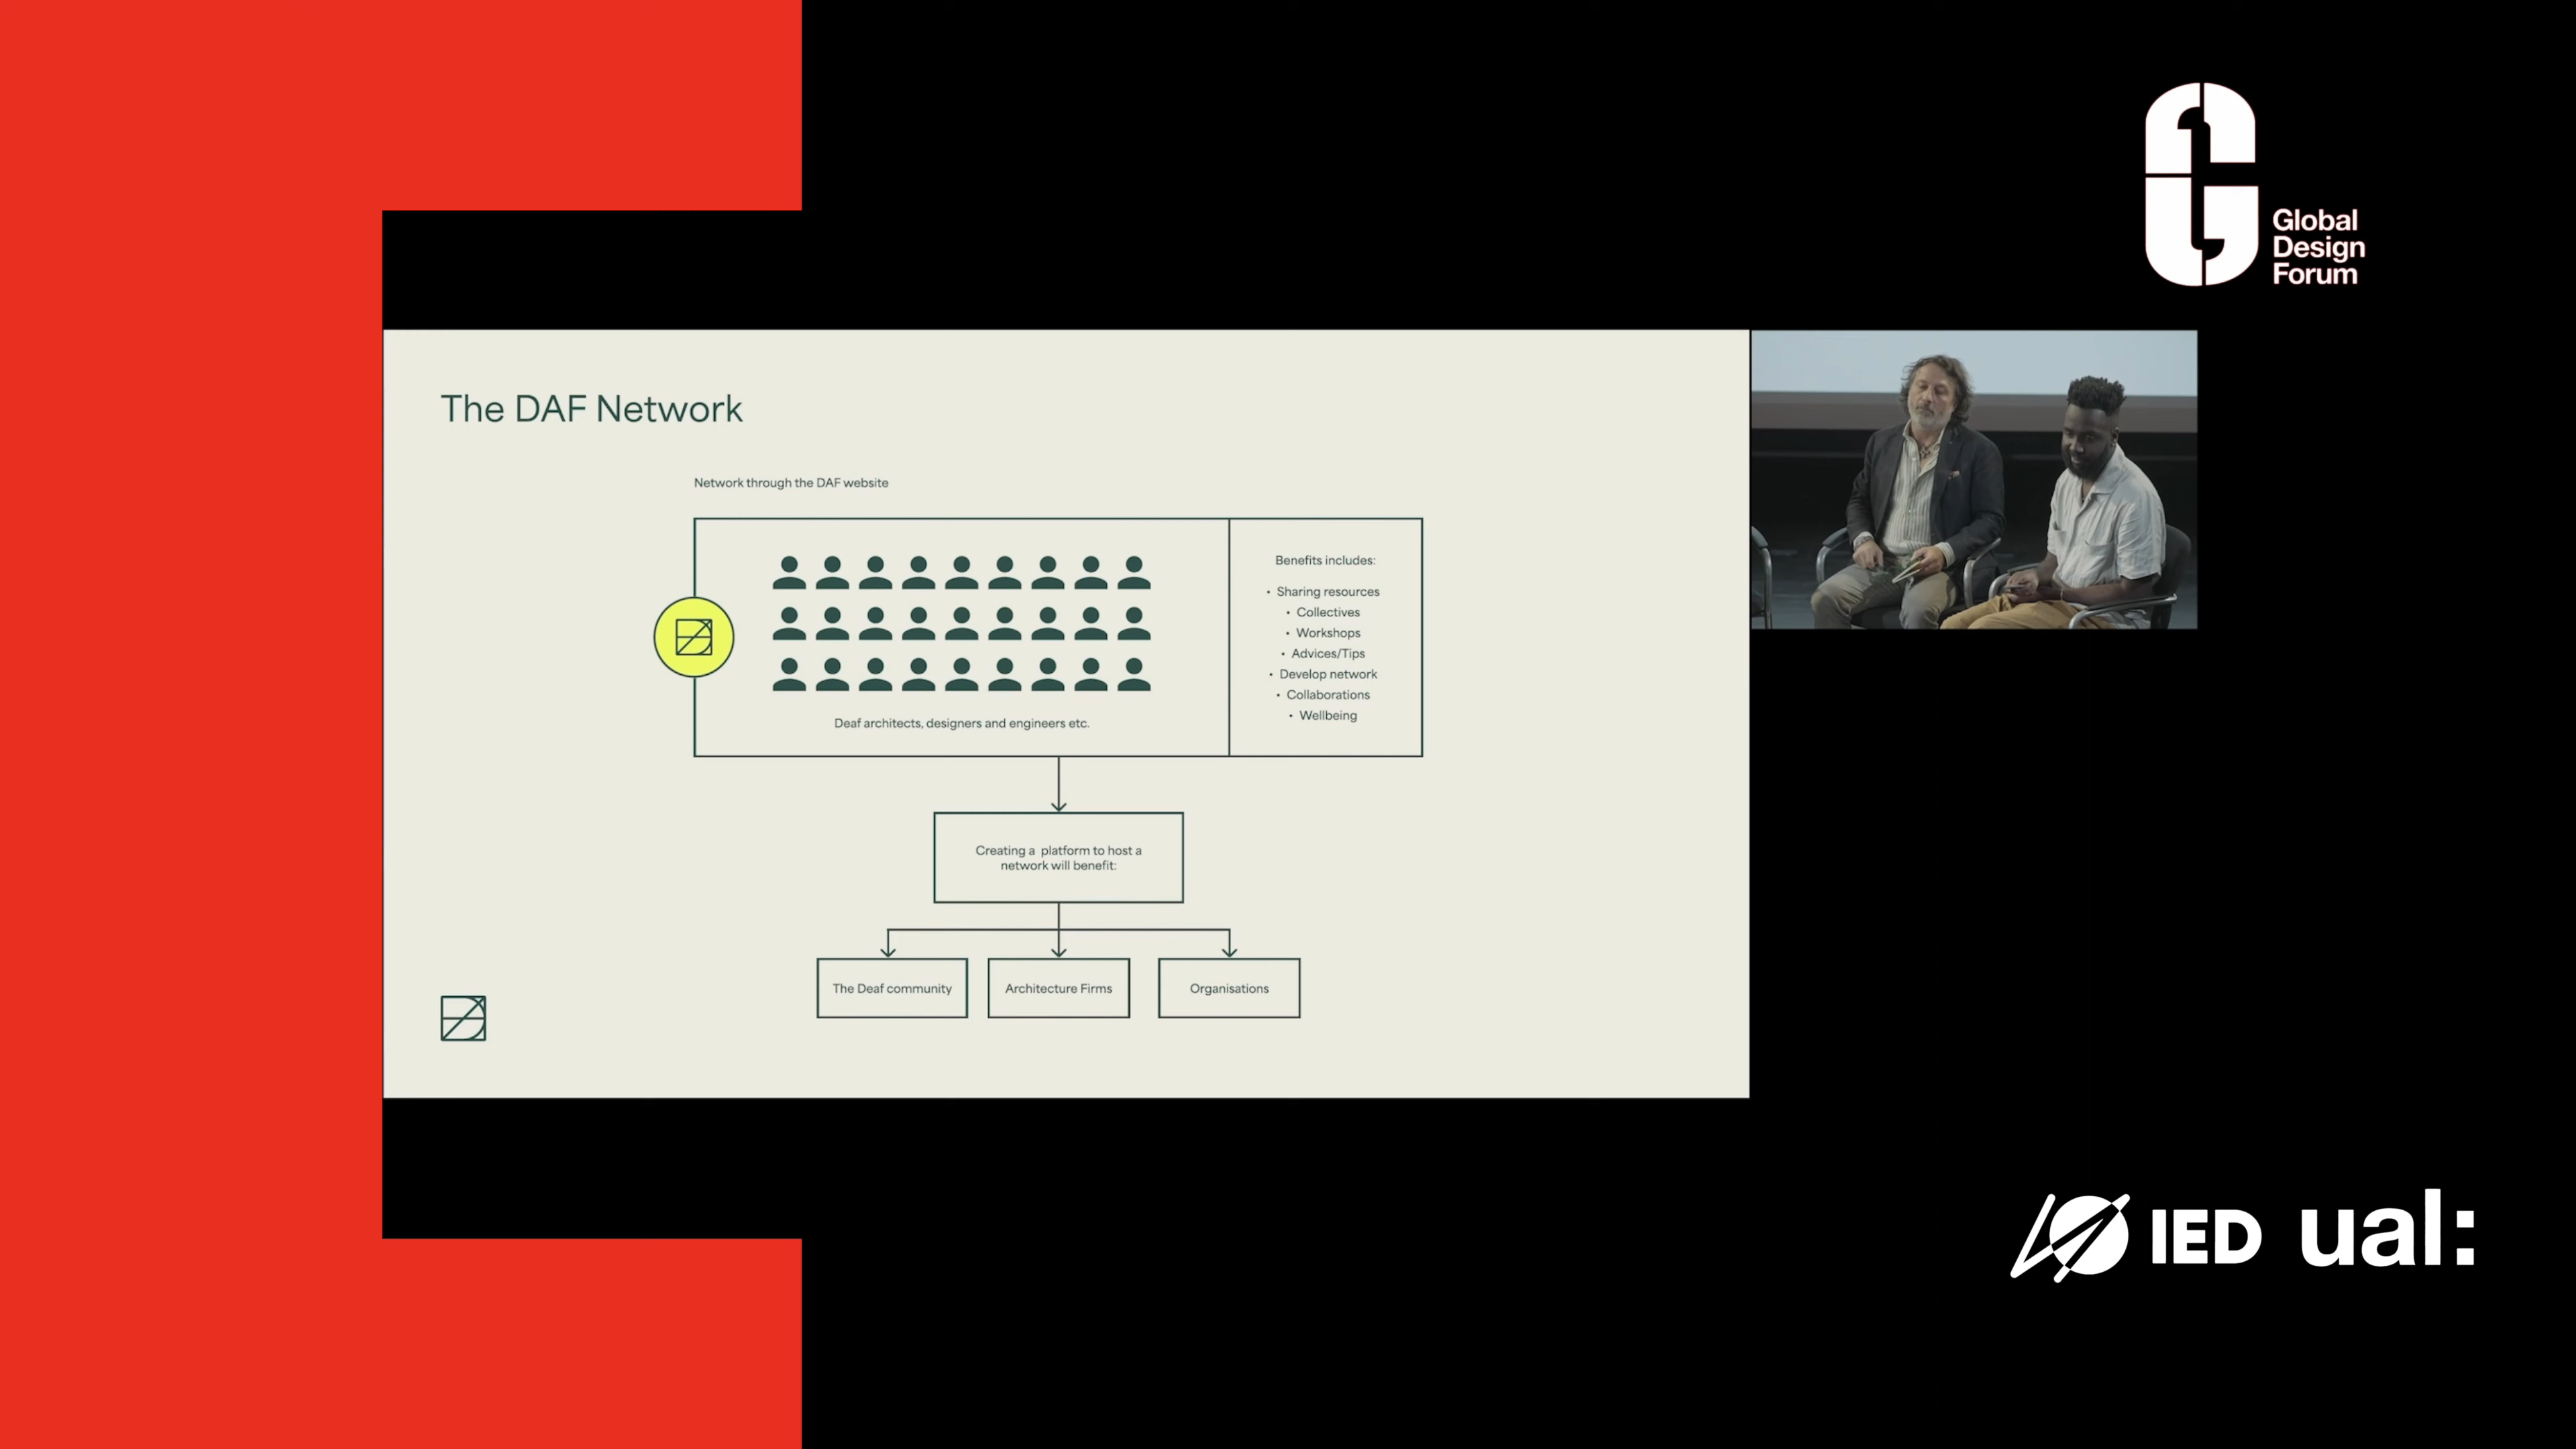 Global
Design
Forum
The DAF Network
Network through the DAF website
Benefits includes:
• Sharing resources
• Collectives
• Workshops
• Advices/Tips
• Develop network
• Collaborations
• Wellbeing
Deaf architects, designers and engineers etc.
Creating a platform to host a
network will benefit:
The Deaf community
Architecture Firms
Organisations
IED
ual: